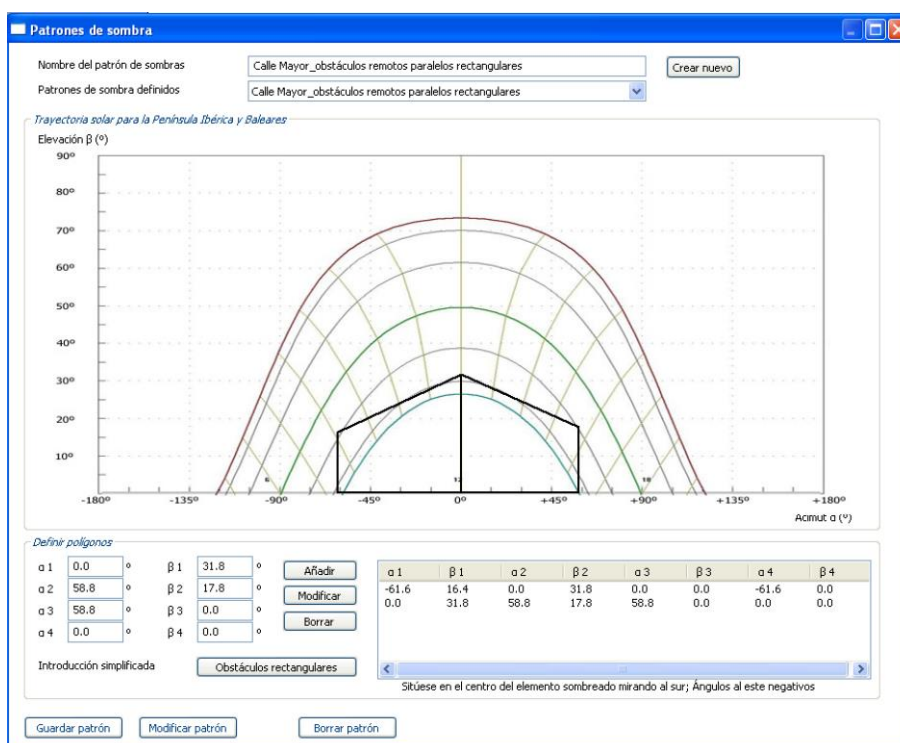 Patrones de sombra
Nombre del patrón de sombras
Calle Mayor_obstáculos remotos paralelos rectangulares
Crear nuevo
Patrones de sombra definidos
Calle Mayor_obstáculos remotos paralelos rectangulares
Trayectoria solar para la Península Ibérica y Baleares
Elevación β (º)
90º
80º
70º
60º
50º
40º
30º
20º
10º
6 12 18
-180º -135º -90º -45º 0º +45º +90º +135º +180º
Acimut α (º)
Definir polígonos
α 1 0.0 º β 1 31.8 º Añadir
α 2 58.8 º β 2 17.8 º Modificar
α 3 58.8 º β 3 0.0 º Borrar
α 4 0.0 º β 4 0.0 º
α 1 β 1 α 2 β 2 α 3 β 3 α 4 β 4
-61.6 16.4 0.0 31.8 0.0 0.0 -61.6 0.0
0.0 31.8 58.8 17.8 58.8 0.0 0.0 0.0
Introducción simplificada
Obstáculos rectangulares
Sitúese en el centro del elemento sombreado mirando al sur; Ángulos al este negativos
Guardar patrón
Modificar patrón
Borrar patrón